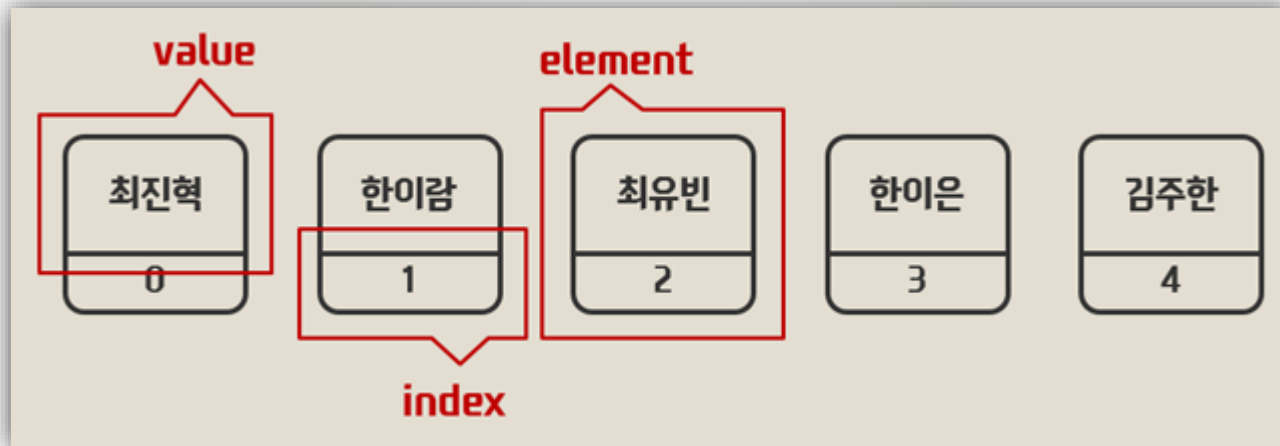 value
element
최진혁 한이람 최유빈 한이은 김주한
0 1 2 3 4
index